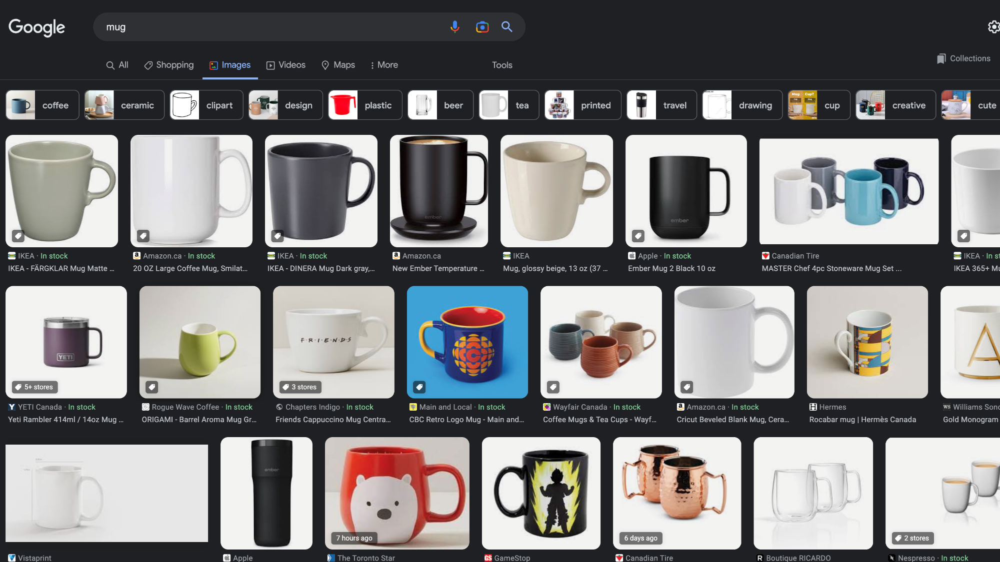 Google
mug
All
Shopping
Images
Videos
Maps
More
Tools
Collections
coffee
ceramic
clipart
design
plastic
beer
tea
printed
travel
drawing
Mug Cup?
cup
creative
cute
ember
ember
IKEA · In stock
IKEA - FÄRGKLAR Mug Matte ...
Amazon.ca · In stock
20 OZ Large Coffee Mug, Smilat...
IKEA · In stock
IKEA - DINERA Mug Dark gray,...
Amazon.ca
New Ember Temperature ...
IKEA
Mug, glossy beige, 13 oz (37 ...
Apple · In stock
Ember Mug 2 Black 10 oz
Canadian Tire
MASTER Chef 4pc Stoneware Mug Set ...
IKEA · In st
IKEA 365+ Mu
YETI
F·R·I·E·N·D·S
C
A
5+ stores
3 stores
YETI Canada · In stock
Yeti Rambler 414ml / 14oz Mug ...
Rogue Wave Coffee · In stock
ORIGAMI - Barrel Aroma Mug Gr...
Chapters Indigo · In stock
Friends Cappuccino Mug Centra...
Main and Local · In stock
CBC Retro Logo Mug - Main and...
Wayfair Canada · In stock
Coffee Mugs & Tea Cups - Wayf...
Amazon.ca · In stock
Cricut Beveled Blank Mug, Cera...
Hermes
Rocabar mug | Hermès Canada
WS Williams Sono
Gold Monogram
ember
7 hours ago
6 days ago
2 stores
Vistaprint
Apple
The Toronto Star
GS GameStop
Canadian Tire
R Boutique RICARDO
Nespresso · In stock